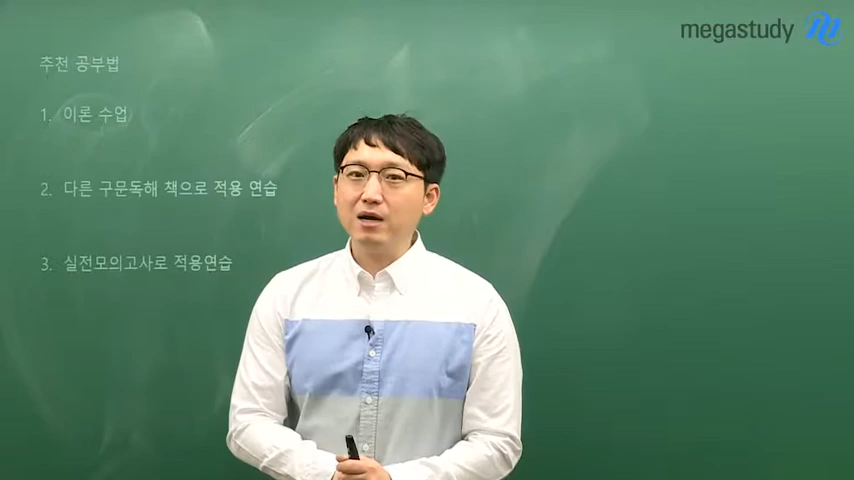 megastudy
추천 공부법
1. 이론 수업
2. 다른 구문독해 책으로 적용 연습
3. 실전모의고사로 적용연습